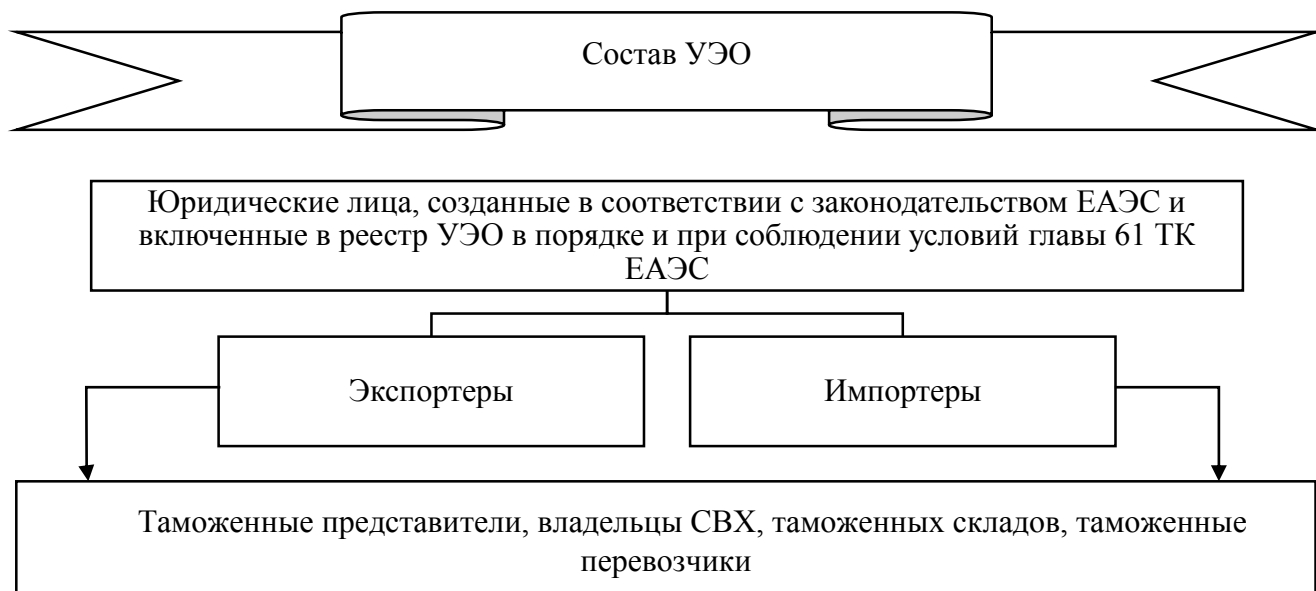 Состав УЭО
Юридические лица, созданные в соответствии с законодательством ЕАЭС и
включенные в реестр УЭО в порядке и при соблюдении условий главы 61 ТК
ЕАЭС
Экспортеры
Импортеры
Таможенные представители, владельцы СВХ, таможенных складов, таможенные
перевозчики